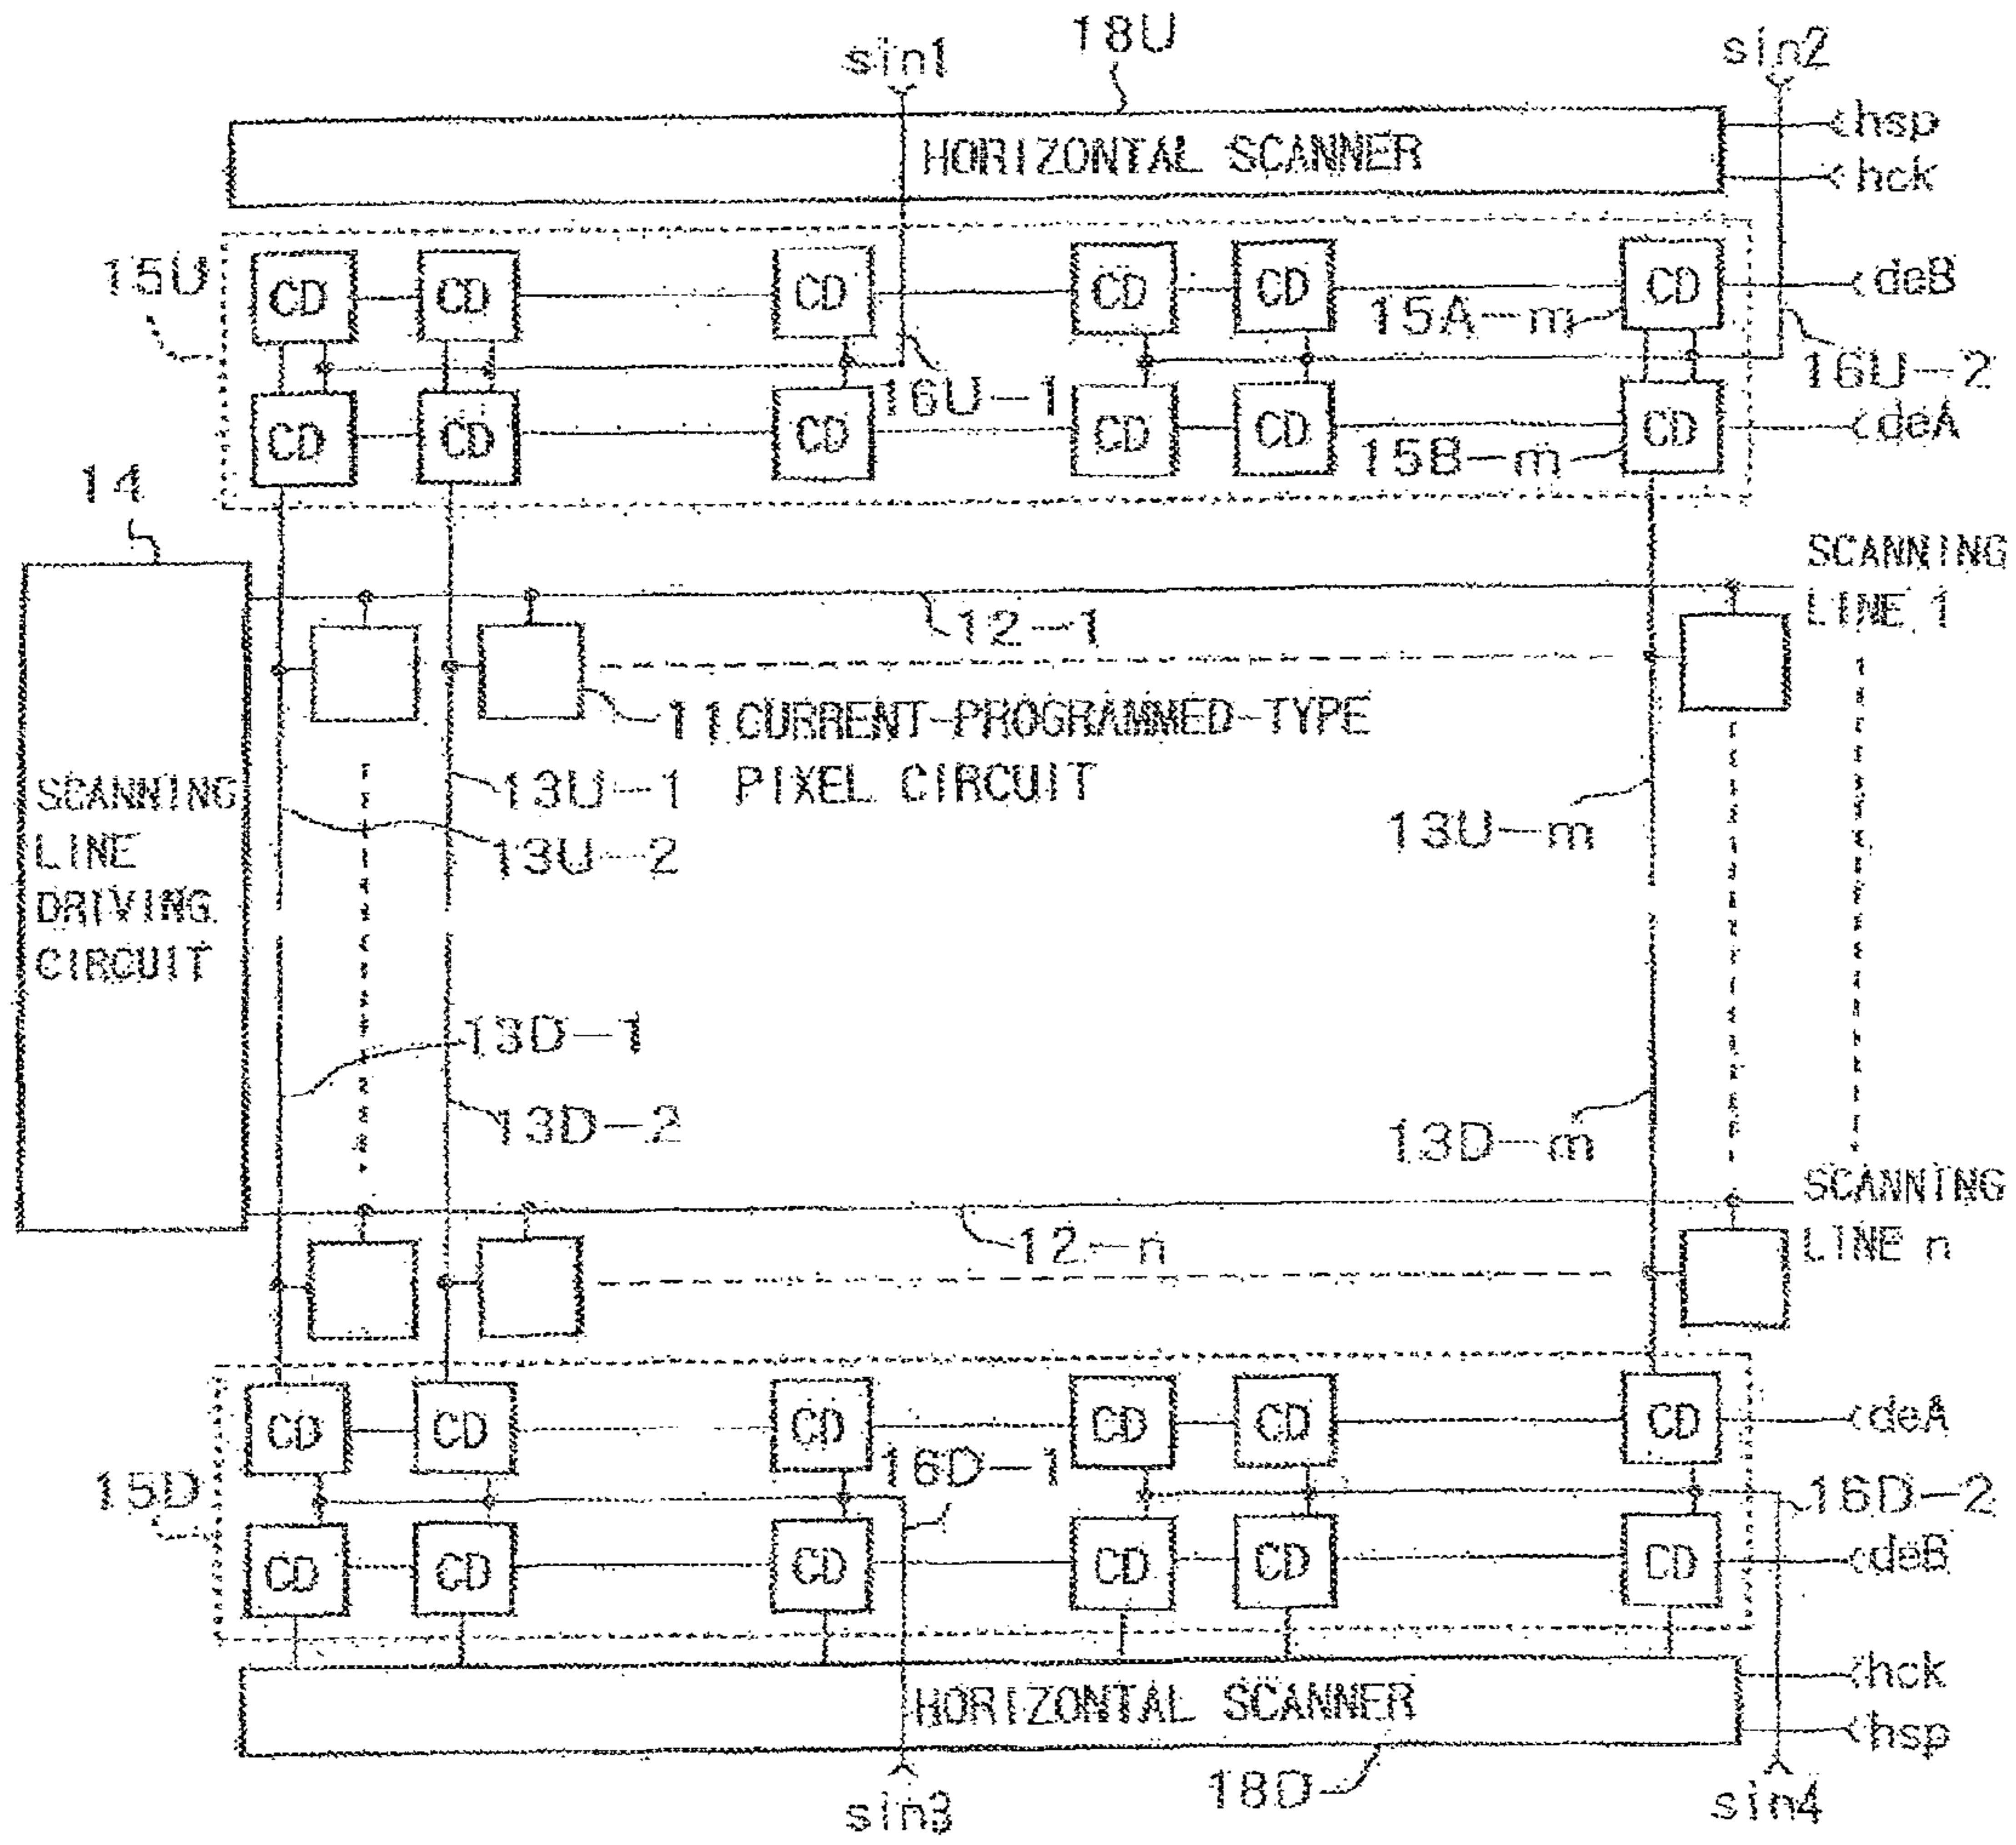 18U
sin1
sin2
HORIZONTAL SCANNER
hsp
hck
15U
CD CD CD CD CD CD
deB
15A-m
16U-1
16U-2
CD CD CD CD CD CD
deA
15B-m
14
SCANNING
LINE 1
12-1
11 CURRENT-PROGRAMMED-TYPE
PIXEL CIRCUIT
13U-1
13U-2
13U-m
SCANNING
LINE
DRIVING
CIRCUIT
13D-1
13D-2
13D-m
SCANNING
LINE n
12-n
CD CD CD CD CD CD
deA
15D
16D-1
16D-2
CD CD CD CD CD CD
deB
hck
HORIZONTAL SCANNER
hsp
18D
sin3
sin4